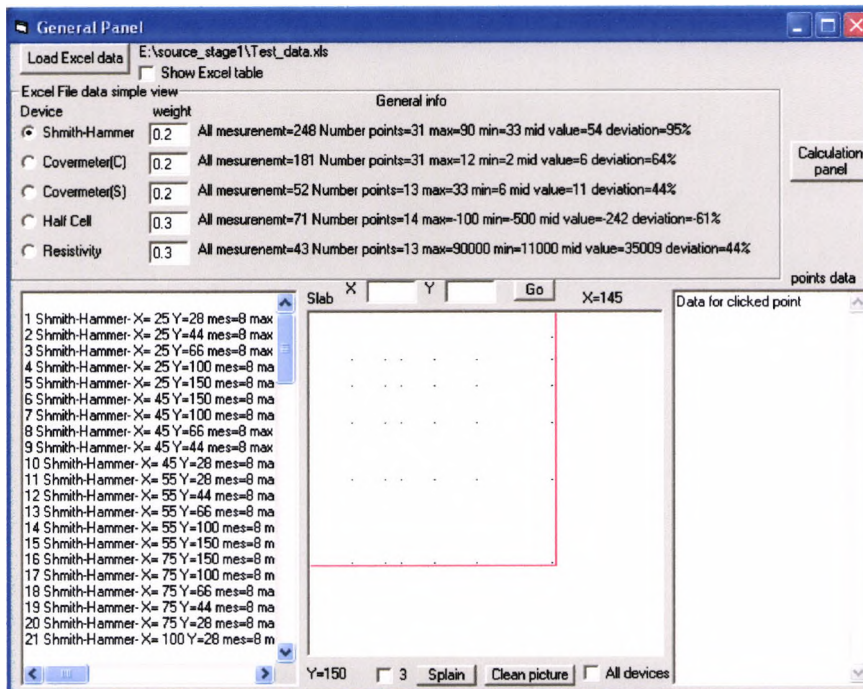 General Panel
Load Excel data
E:\source_stage1\Test_data.xls
Show Excel table
Excel File data simple view
General info
Device weight
Shmith-Hammer 0.2 All mesurenemt=248 Number points=31 max=90 min=33 mid value=54 deviation=95%
Covermeter(C) 0.2 All mesurenemt=181 Number points=31 max=12 min=2 mid value=6 deviation=64%
Covermeter(S) 0.2 All mesurenemt=52 Number points=13 max=33 min=6 mid value=11 deviation=44%
Half Cell 0.3 All mesurenemt=71 Number points=14 max=-100 min=-500 mid value=-242 deviation=-61%
Resistivity 0.3 All mesurenemt=43 Number points=13 max=90000 min=11000 mid value=35009 deviation=44%
Calculation
panel
1 Shmith-Hammer- X= 25 Y=28 mes=8 max
2 Shmith-Hammer- X= 25 Y=44 mes=8 max
3 Shmith-Hammer- X= 25 Y=66 mes=8 max
4 Shmith-Hammer- X= 25 Y=100 mes=8 ma
5 Shmith-Hammer- X= 25 Y=150 mes=8 ma
6 Shmith-Hammer- X= 45 Y=150 mes=8 ma
7 Shmith-Hammer- X= 45 Y=100 mes=8 ma
8 Shmith-Hammer- X= 45 Y=66 mes=8 max
9 Shmith-Hammer- X= 45 Y=44 mes=8 max
10 Shmith-Hammer- X= 45 Y=28 mes=8 ma
11 Shmith-Hammer- X= 55 Y=28 mes=8 ma
12 Shmith-Hammer- X= 55 Y=44 mes=8 ma
13 Shmith-Hammer- X= 55 Y=66 mes=8 ma
14 Shmith-Hammer- X= 55 Y=100 mes=8 m
15 Shmith-Hammer- X= 55 Y=150 mes=8 m
16 Shmith-Hammer- X= 75 Y=150 mes=8 m
17 Shmith-Hammer- X= 75 Y=100 mes=8 m
18 Shmith-Hammer- X= 75 Y=66 mes=8 ma
19 Shmith-Hammer- X= 75 Y=44 mes=8 ma
20 Shmith-Hammer- X= 75 Y=28 mes=8 ma
21 Shmith-Hammer- X= 100 Y=28 mes=8 m
Slab X Y Go X=145
points data
Data for clicked point
Y=150 3 Splain Clean picture All devices